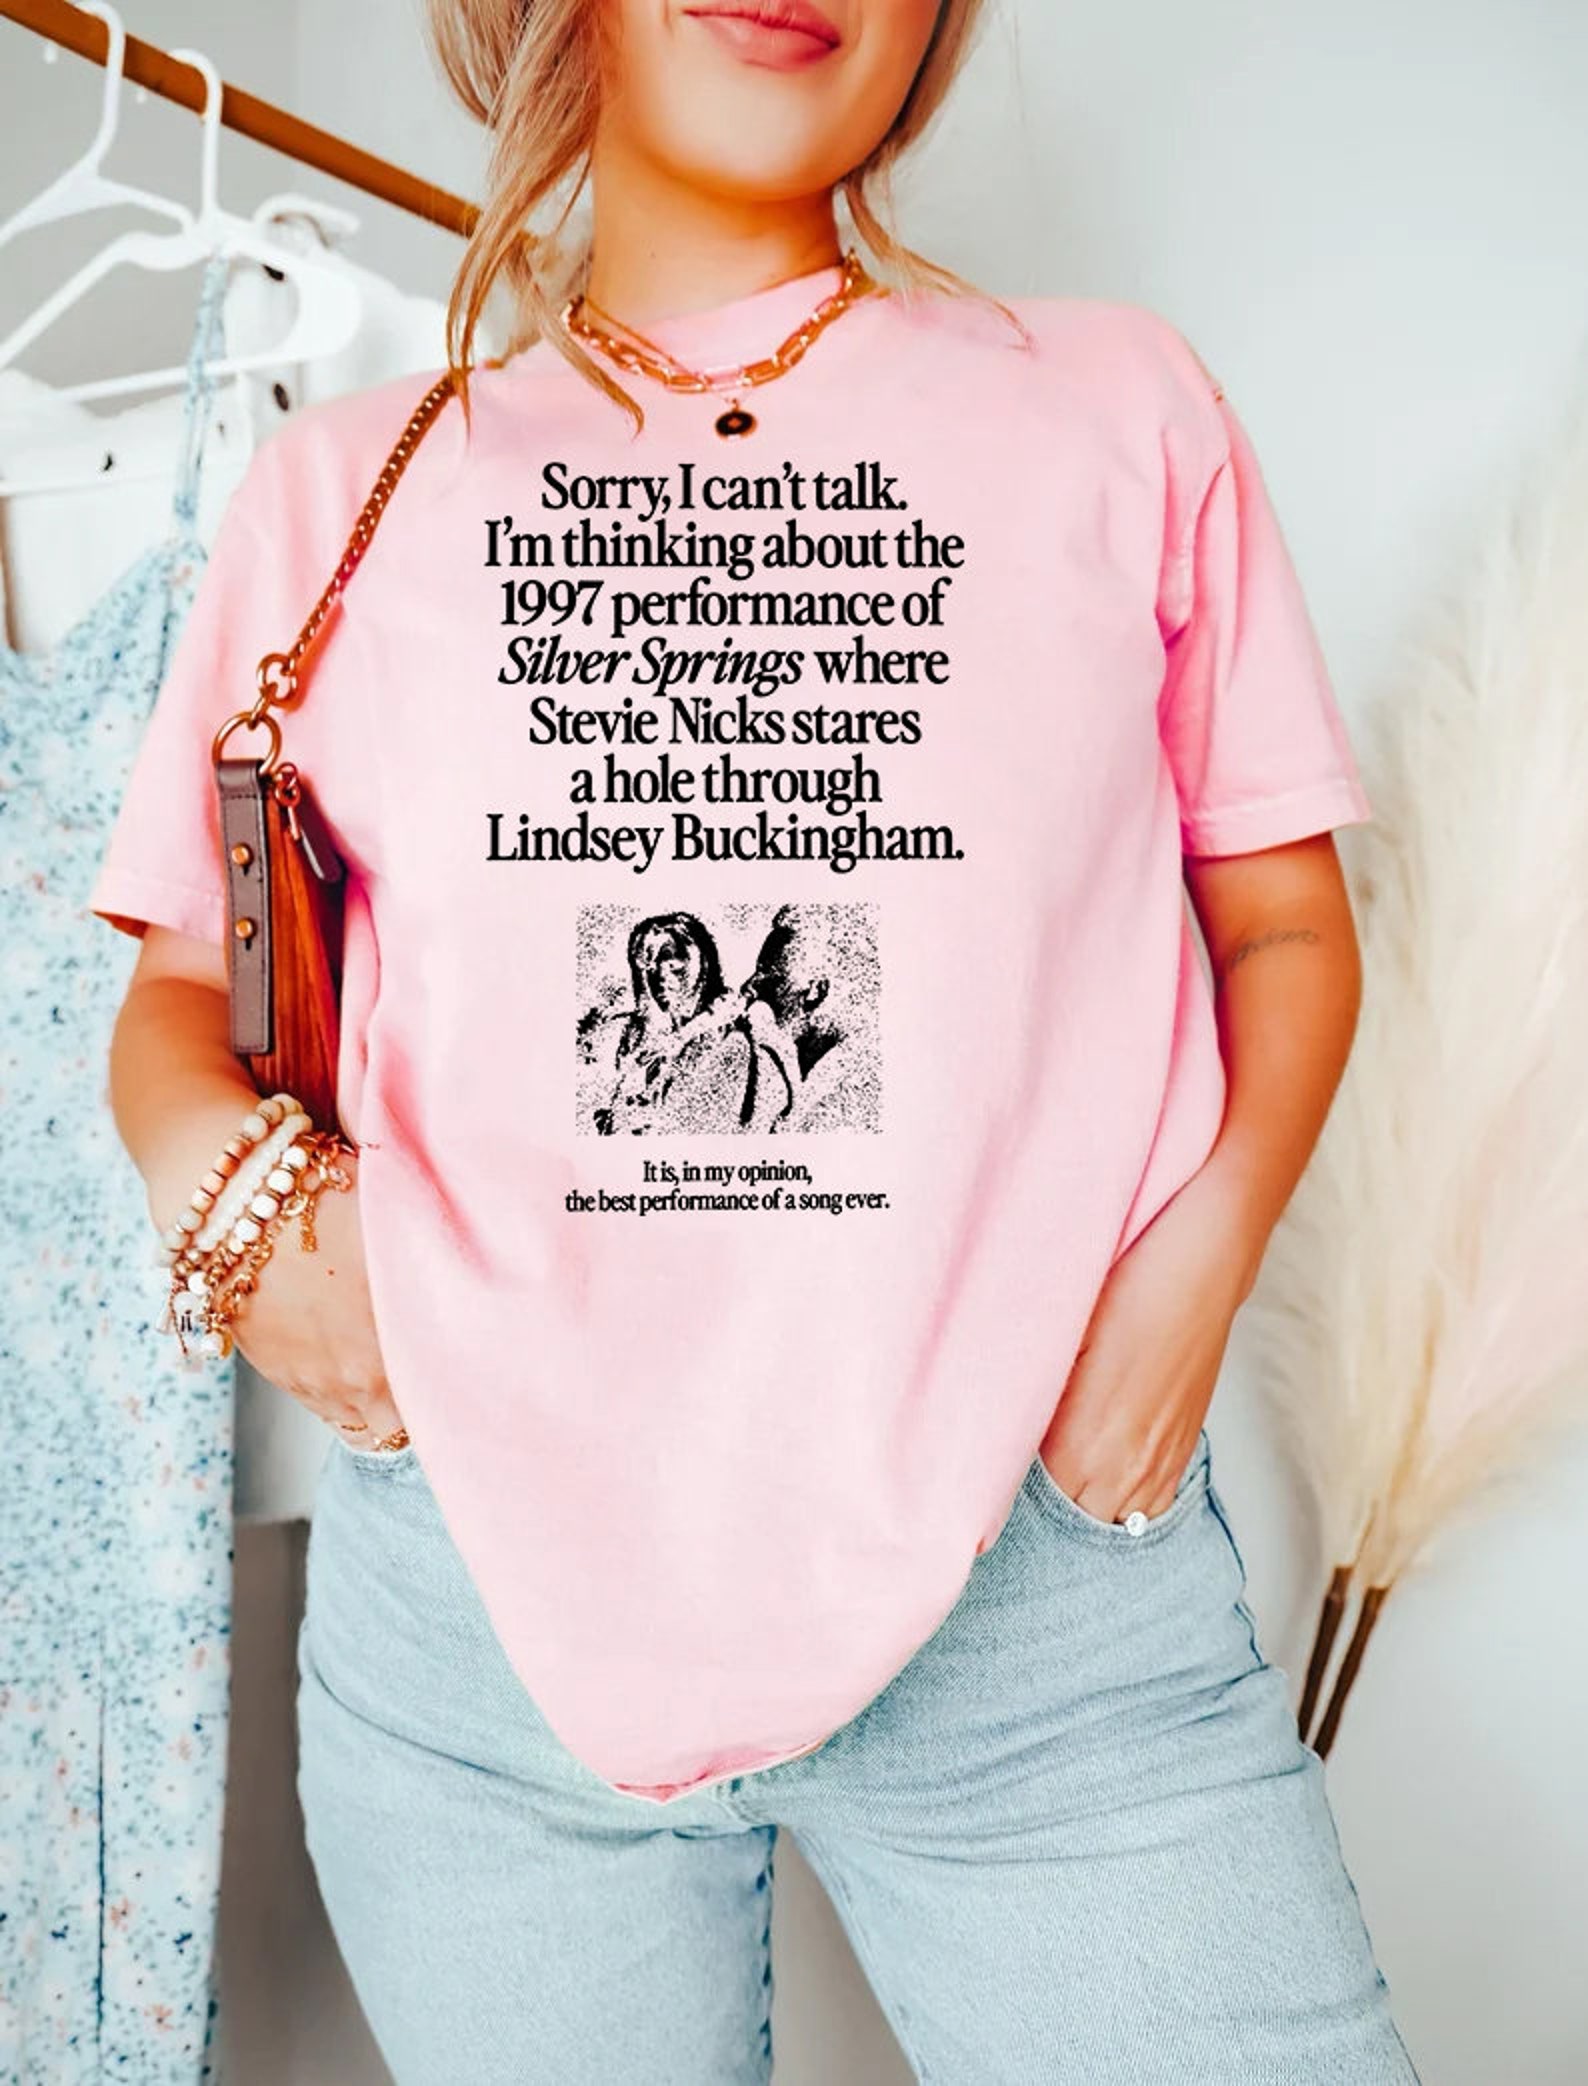 Sorry, I can't talk.
I'm thinking about the
1997 performance of
Silver Springs where
Stevie Nicks stares
a hole through
Lindsey Buckingham.
It is, in my opinion,
the best performance of a song ever.